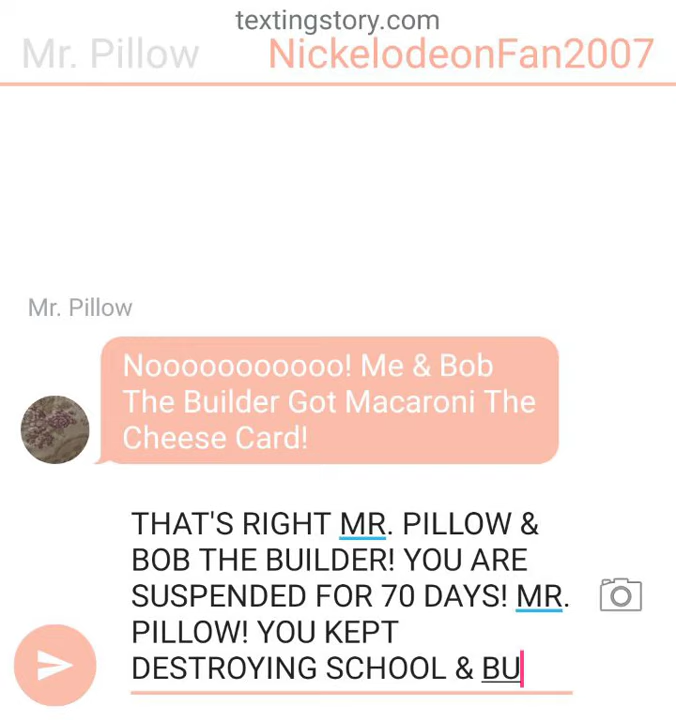 textingstory.com
Mr. Pillow NickelodeonFan2007
Mr. Pillow
Nooooooooooo! Me & Bob
The Builder Got Macaroni The
Cheese Card!
THAT'S RIGHT MR. PILLOW &
BOB THE BUILDER! YOU ARE
SUSPENDED FOR 70 DAYS! MR.
PILLOW! YOU KEPT
DESTROYING SCHOOL & BU